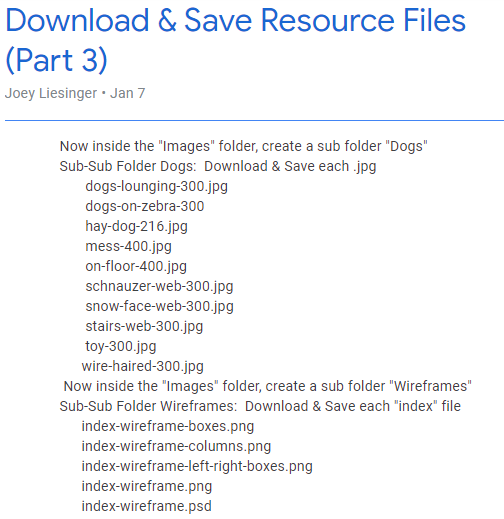 Download & Save Resource Files
(Part 3)
Joey Liesinger • Jan 7
Now inside the "Images" folder, create a sub folder "Dogs"
Sub-Sub Folder Dogs:  Download & Save each .jpg
dogs-lounging-300.jpg
dogs-on-zebra-300
hay-dog-216.jpg
mess-400.jpg
on-floor-400.jpg
schnauzer-web-300.jpg
snow-face-web-300.jpg
stairs-web-300.jpg
toy-300.jpg
wire-haired-300.jpg
Now inside the "Images" folder, create a sub folder "Wireframes"
Sub-Sub Folder Wireframes:  Download & Save each "index" file
index-wireframe-boxes.png
index-wireframe-columns.png
index-wireframe-left-right-boxes.png
index-wireframe.png
index-wireframe.psd